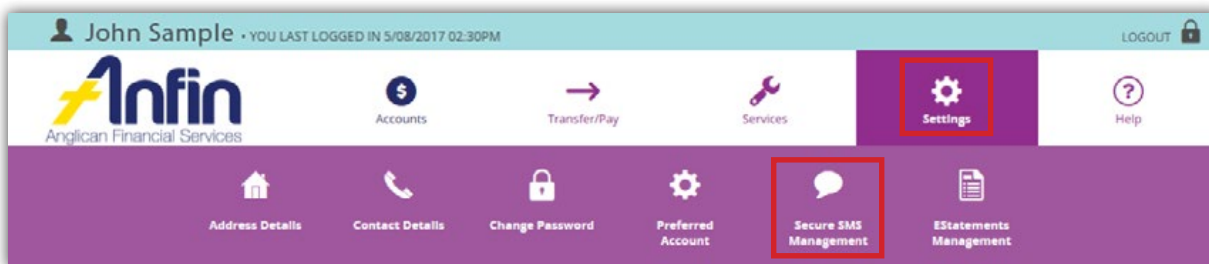 John Sample • YOU LAST LOGGED IN 5/08/2017 02:30PM LOGOUT
Anfin
Anglican Financial Services
Accounts Transfer/Pay Services Settings Help
Address Details Contact Details Change Password Preferred Account Secure SMS Management EStatements Management